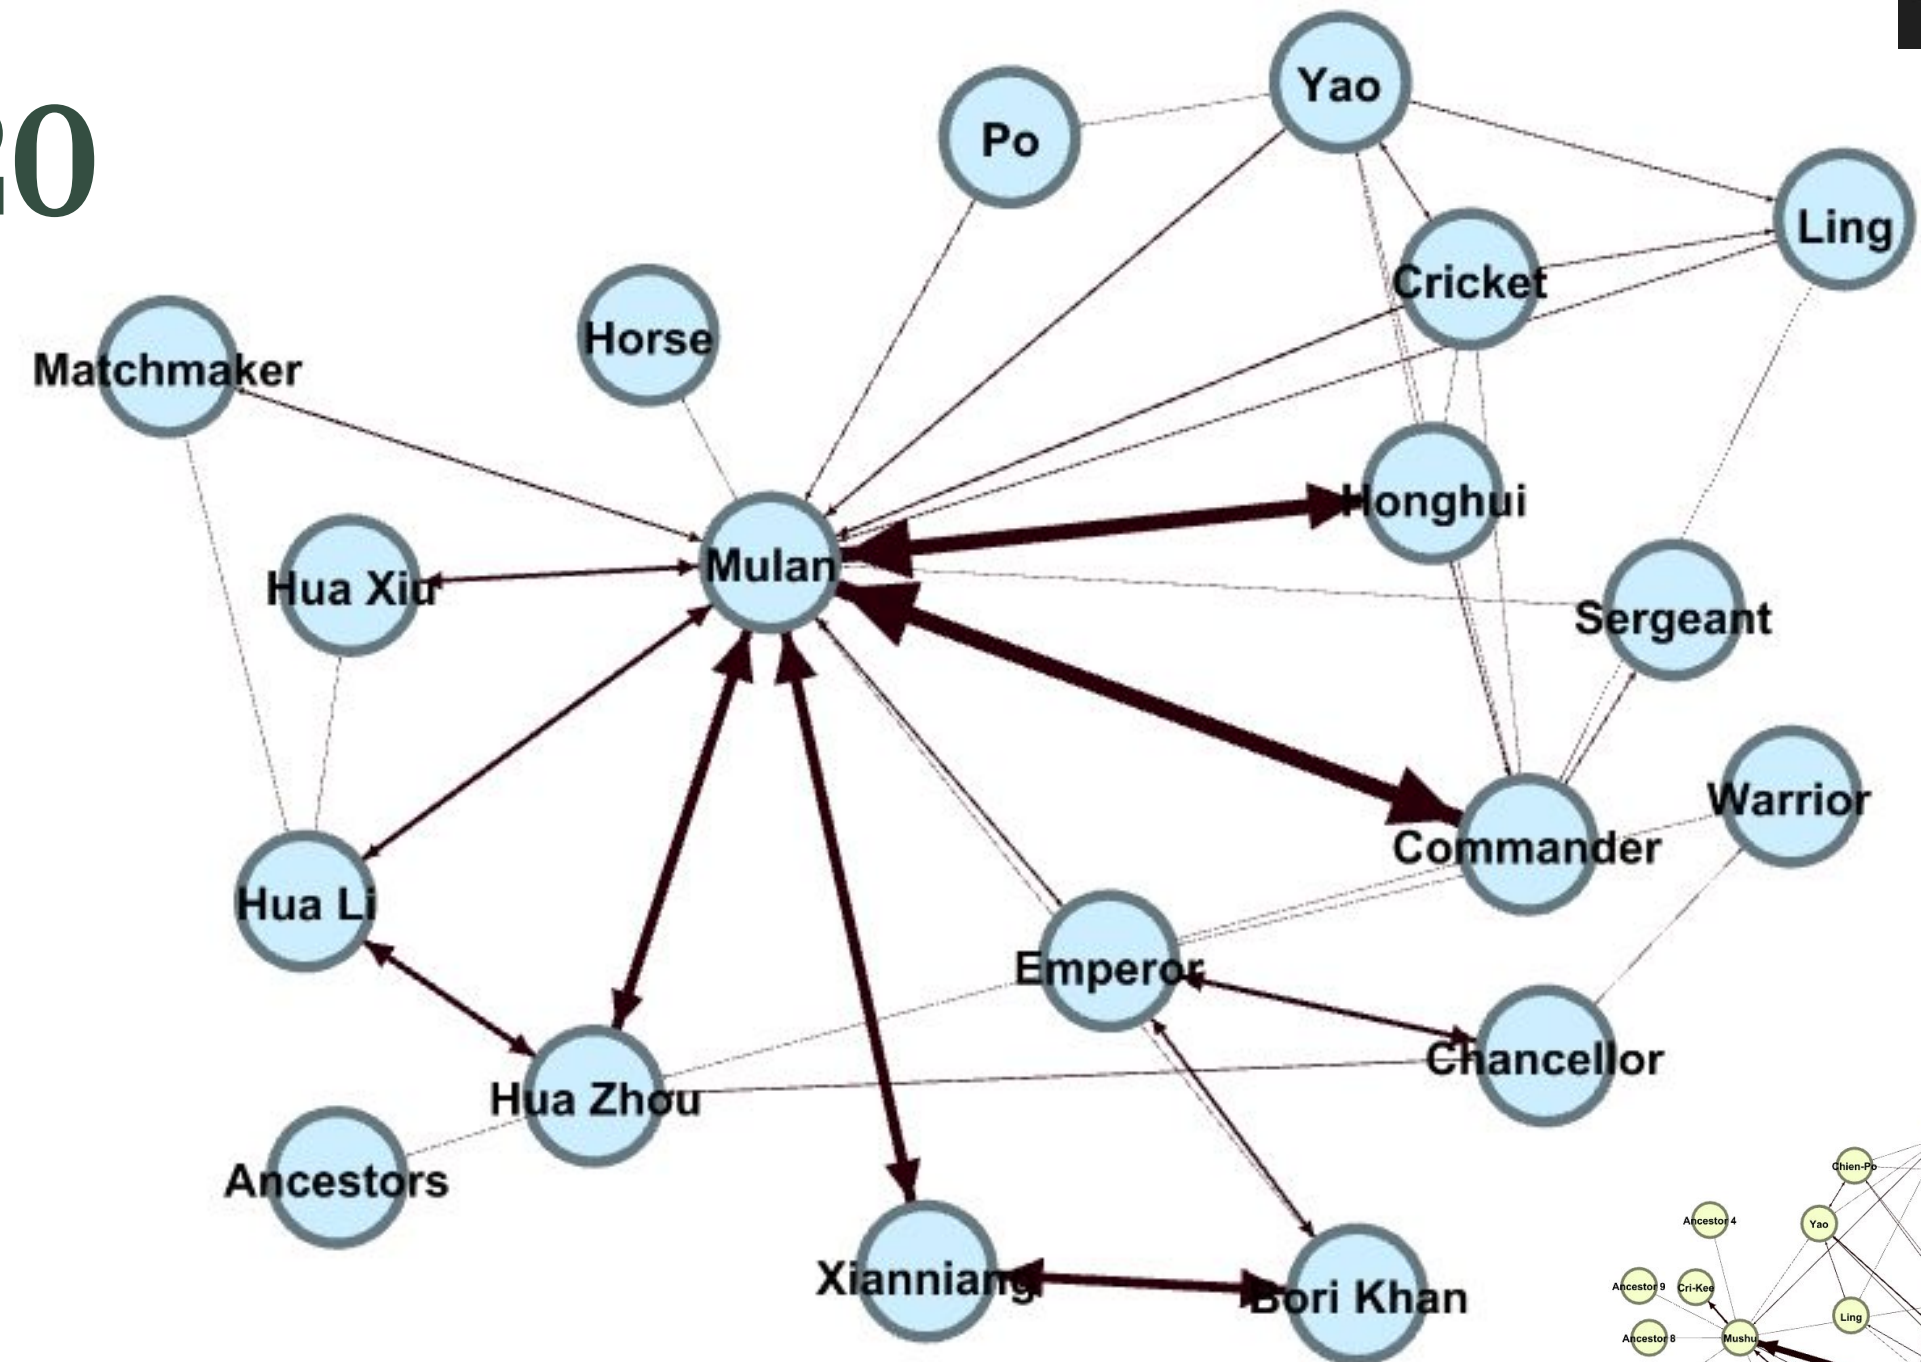 20
Yao
Po
Ling
Cricket
Horse
Matchmaker
Honghui
Mulan
Hua Xiu
Sergeant
Warrior
Commander
Hua Li
Emperor
Chancellor
Hua Zhou
Ancestors
Xianniang
Bori Khan
Chien-Po
Ancestor 4
Yao
Ancestor 9
Cri-Kee
Ling
Ancestor 8
Mushu